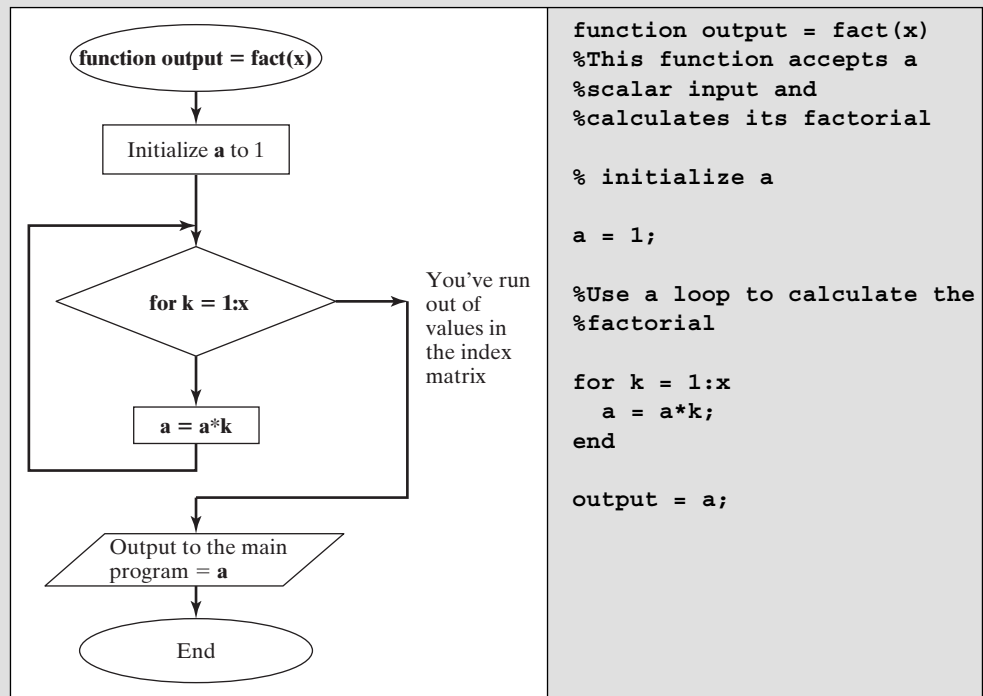 function output = fact(x)
Initialize a to 1
for k = 1:x
You've run
out of
values in
the index
matrix
a = a*k
Output to the main
program = a
End
function output = fact(x)
%This function accepts a
%scalar input and
%calculates its factorial
% initialize a
a = 1;
%Use a loop to calculate the
%factorial
for k = 1:x
  a = a*k;
end
output = a;